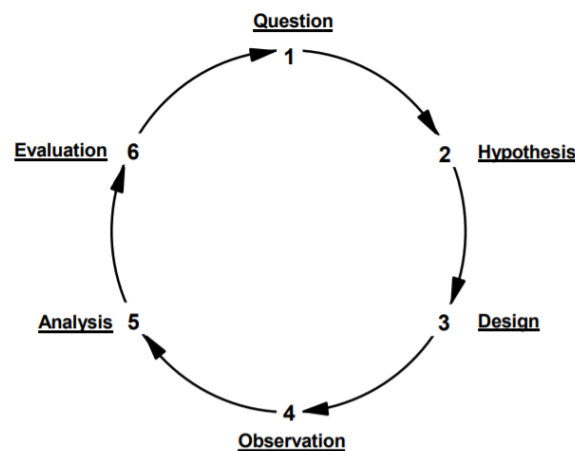 Question
1
2 Hypothesis
3 Design
4
Observation
Analysis 5
Evaluation 6